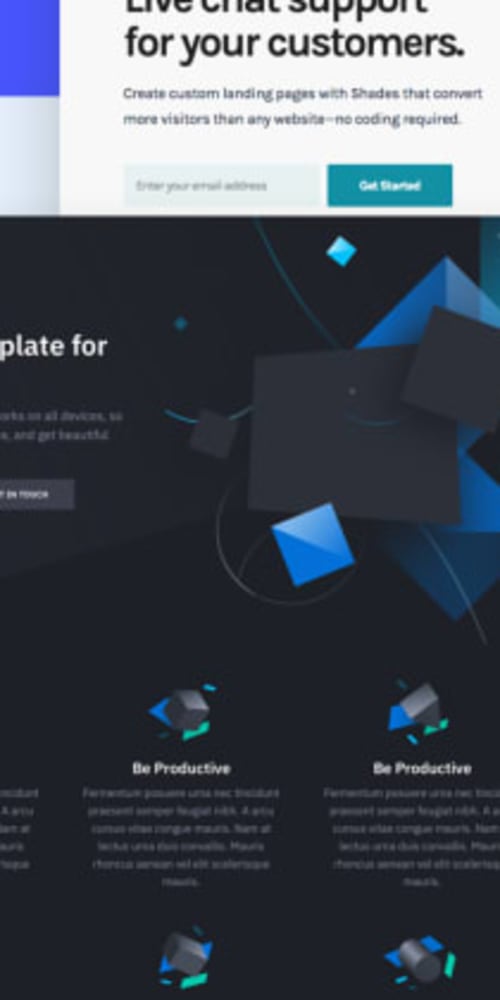 Live chat support
for your customers.
Create custom landing pages with Shades that convert
more visitors than any website—no coding required.
Enter your email address
Get Started
plate for
orks on all devices, so
s, and get beautiful
T IN TOUCH
Be Productive
Be Productive
tincidunt
Fermentum posuere urna nec tincidunt
Fermentum posuere urna nec tincid
A arcu
praesent semper feugiat nibh. A arcu
praesent semper feugiat nibh. A a
am at
cursus vitae congue mauris. Nam at
cursus vitae congue mauris. Nam
auris
lectus urna duis convallis. Mauris
lectus urna duis convallis. Mauris
risque
rhoncus aenean vel elit scelerisque
rhoncus aenean vel elit scelerisque
mauris.
mauris.